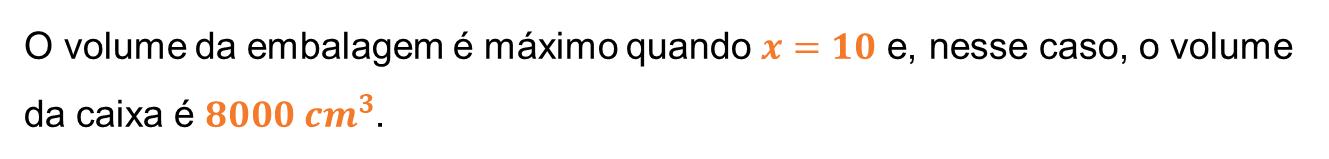 O volume da embalagem é máximo quando x = 10 e, nesse caso, o volume
da caixa é 8000 cm³.